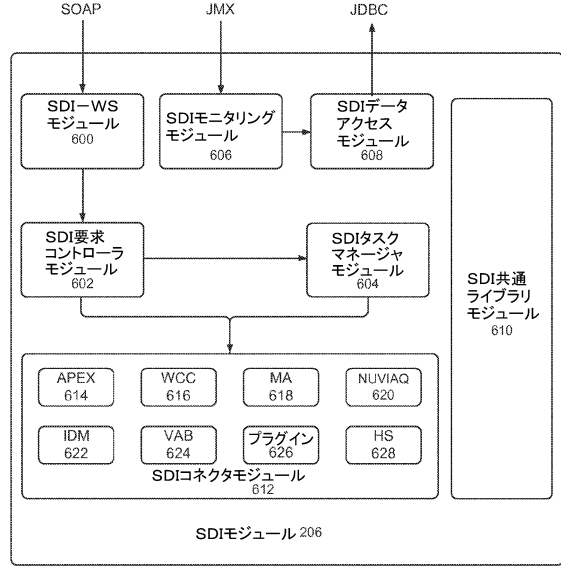 SOAP
JMX
JDBC
SDI－WS
モジュール
600
SDIモニタリング
モジュール
606
SDIデータ
アクセス
モジュール
608
SDI要求
コントローラ
モジュール
602
SDIタスク
マネージャ
モジュール
604
SDI共通
ライブラリ
モジュール
610
APEX
614
WCC
616
MA
618
NUVIAQ
620
IDM
622
VAB
624
プラグイン
626
HS
628
SDIコネクタモジュール
612
SDIモジュール 206